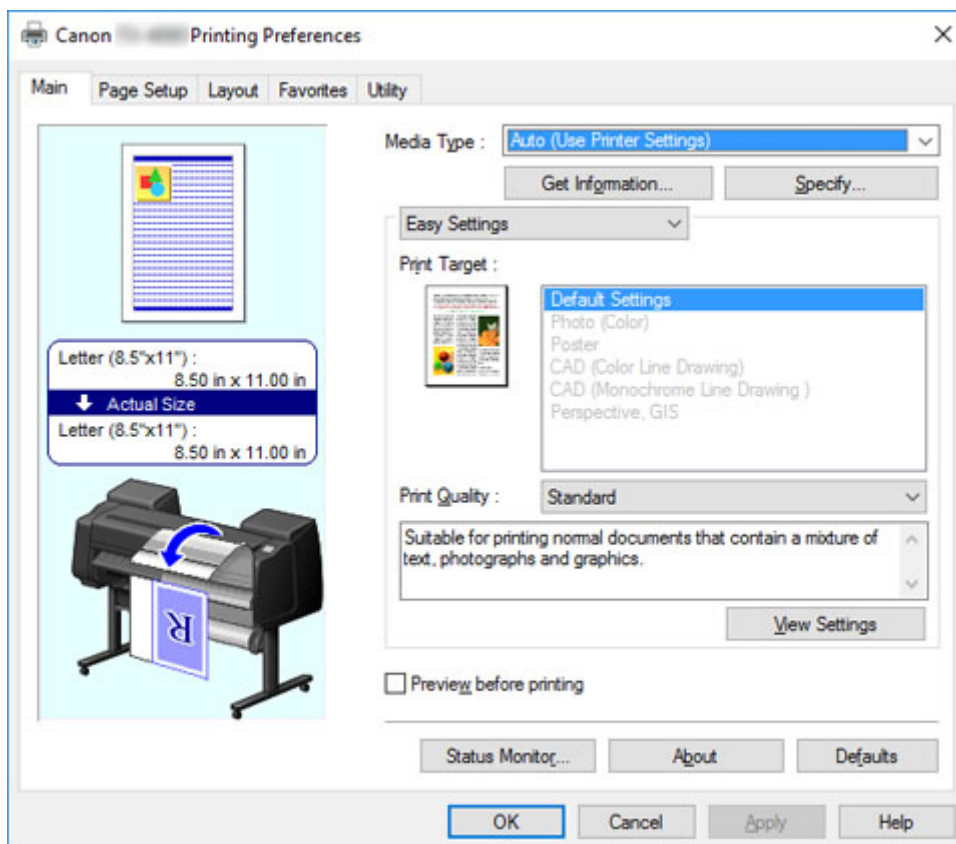 Canon Printing Preferences
Main Page Setup Layout Favorites Utility
Media Type : Auto (Use Printer Settings)
Get Information... Specify...
Easy Settings
Print Target :
Default Settings
Photo (Color)
Poster
CAD (Color Line Drawing)
CAD (Monochrome Line Drawing )
Perspective, GIS
Letter (8.5"x11") :
8.50 in x 11.00 in
Actual Size
Letter (8.5"x11") :
8.50 in x 11.00 in
R
Print Quality : Standard
Suitable for printing normal documents that contain a mixture of
text, photographs and graphics.
View Settings
Preview before printing
Status Monitor... About Defaults
OK Cancel Apply Help